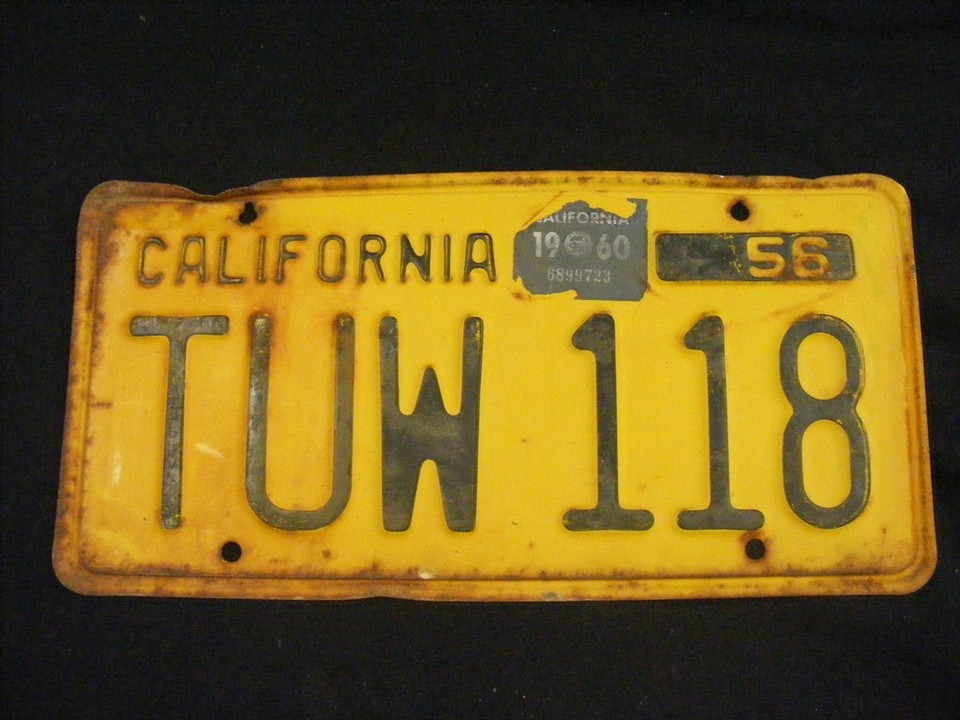 CALIFORNIA
CALIFORNIA
19 60
6899723
56
TUW 118